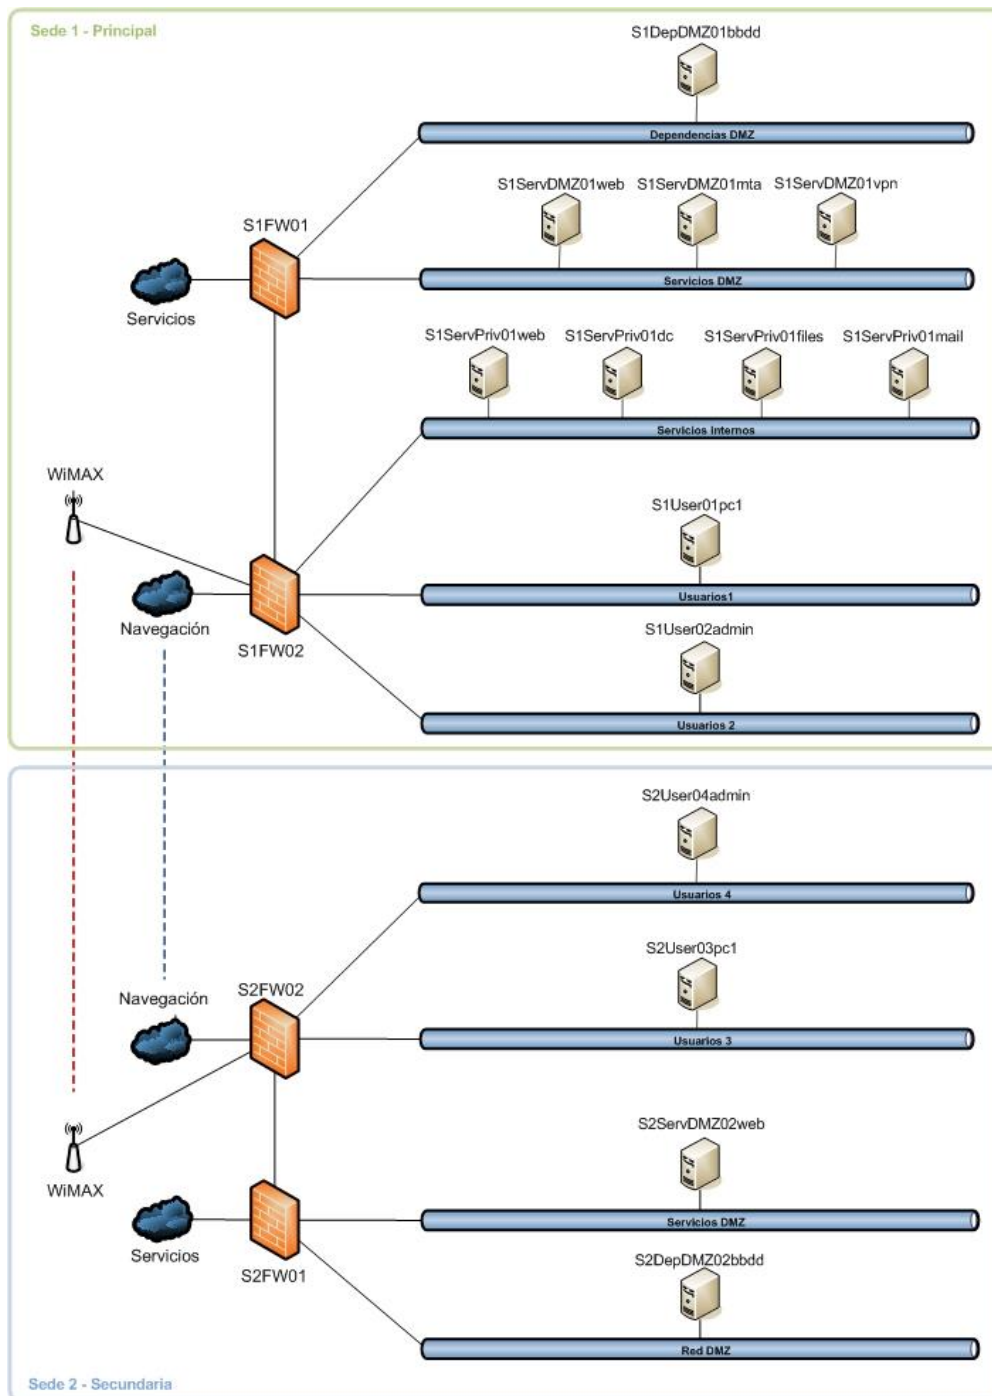 Sede 1 - Principal
S1DepDMZ01bbdd
Dependencias DMZ
S1ServDMZ01web
S1ServDMZ01mta
S1ServDMZ01vpn
S1FW01
Servicios
Servicios DMZ
S1ServPriv01web
S1ServPriv01dc
S1ServPriv01files
S1ServPriv01mail
Servicios Internos
WiMAX
S1User01pc1
Usuarios1
Navegación
S1FW02
S1User02admin
Usuarios 2
S2User04admin
Usuarios 4
S2User03pc1
Navegación
S2FW02
Usuarios 3
S2ServDMZ02web
WiMAX
Servicios
Servicios DMZ
S2FW01
S2DepDMZ02bbdd
Red DMZ
Sede 2 - Secundaria